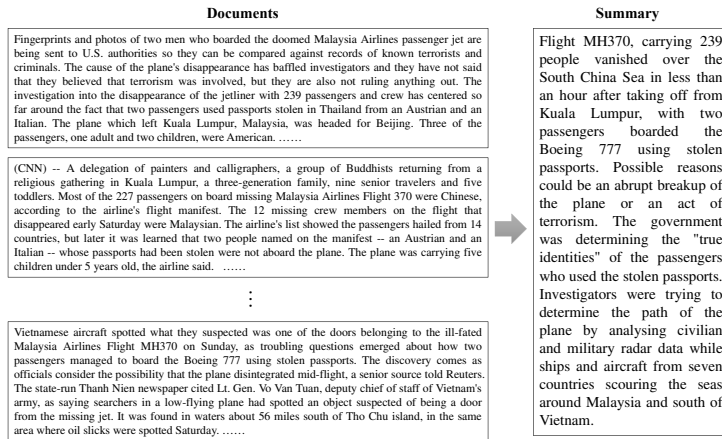 Documents
Fingerprints and photos of two men who boarded the doomed Malaysia Airlines passenger jet are
being sent to U.S. authorities so they can be compared against records of known terrorists and
criminals. The cause of the plane's disappearance has baffled investigators and they have not said
that they believed that terrorism was involved, but they are also not ruling anything out. The
investigation into the disappearance of the jetliner with 239 passengers and crew has centered so
far around the fact that two passengers used passports stolen in Thailand from an Austrian and an
Italian. The plane which left Kuala Lumpur, Malaysia, was headed for Beijing. Three of the
passengers, one adult and two children, were American. ……
(CNN) -- A delegation of painters and calligraphers, a group of Buddhists returning from a
religious gathering in Kuala Lumpur, a three-generation family, nine senior travelers and five
toddlers. Most of the 227 passengers on board missing Malaysia Airlines Flight 370 were Chinese,
according to the airline's flight manifest. The 12 missing crew members on the flight that
disappeared early Saturday were Malaysian. The airline's list showed the passengers hailed from 14
countries, but later it was learned that two people named on the manifest -- an Austrian and an
Italian -- whose passports had been stolen were not aboard the plane. The plane was carrying five
children under 5 years old, the airline said. ……
⋮
Vietnamese aircraft spotted what they suspected was one of the doors belonging to the ill-fated
Malaysia Airlines Flight MH370 on Sunday, as troubling questions emerged about how two
passengers managed to board the Boeing 777 using stolen passports. The discovery comes as
officials consider the possibility that the plane disintegrated mid-flight, a senior source told Reuters.
The state-run Thanh Nien newspaper cited Lt. Gen. Vo Van Tuan, deputy chief of staff of Vietnam's
army, as saying searchers in a low-flying plane had spotted an object suspected of being a door
from the missing jet. It was found in waters about 56 miles south of Tho Chu island, in the same
area where oil slicks were spotted Saturday. ……
Summary
Flight MH370, carrying 239
people vanished over the
South China Sea in less than
an hour after taking off from
Kuala Lumpur, with two
passengers boarded the
Boeing 777 using stolen
passports. Possible reasons
could be an abrupt breakup of
the plane or an act of
terrorism. The government
was determining the "true
identities" of the passengers
who used the stolen passports.
Investigators were trying to
determine the path of the
plane by analysing civilian
and military radar data while
ships and aircraft from seven
countries scouring the seas
around Malaysia and south of
Vietnam.